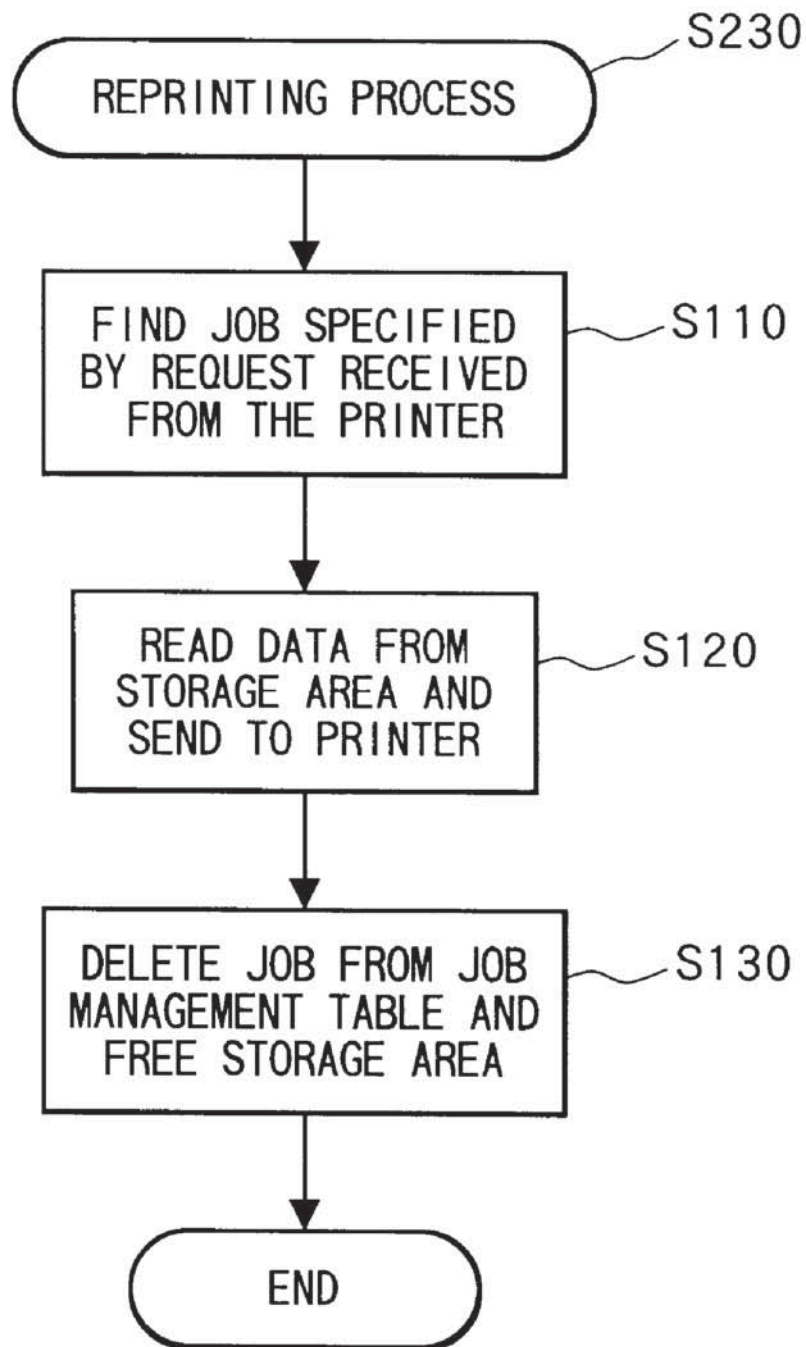 S230
REPRINTING PROCESS
FIND JOB SPECIFIED
BY REQUEST RECEIVED
FROM THE PRINTER
S110
READ DATA FROM
STORAGE AREA AND
SEND TO PRINTER
S120
DELETE JOB FROM JOB
MANAGEMENT TABLE AND
FREE STORAGE AREA
S130
END